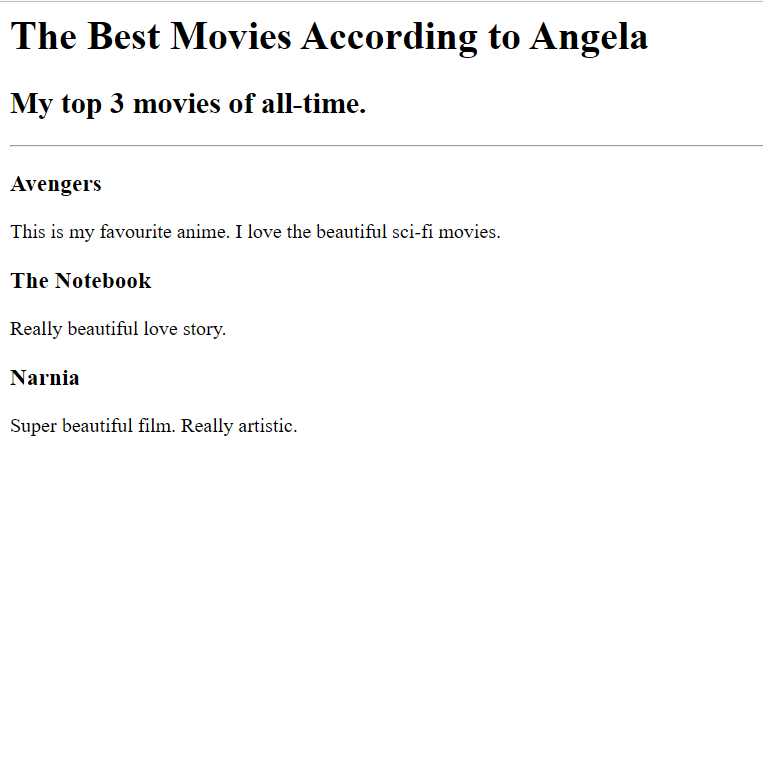 The Best Movies According to Angela
My top 3 movies of all-time.
Avengers
This is my favourite anime. I love the beautiful sci-fi movies.
The Notebook
Really beautiful love story.
Narnia
Super beautiful film. Really artistic.